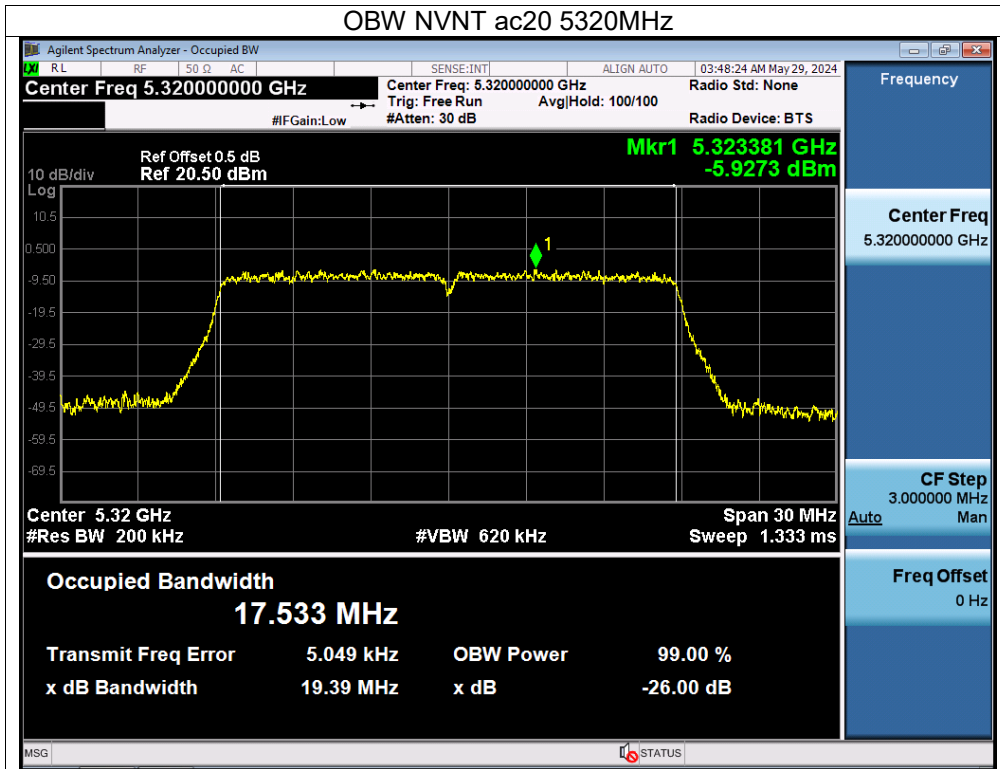 OBW NVNT ac20 5320MHz
Agilent Spectrum Analyzer - Occupied BW
LXI RL RF 50 Ω AC SENSE:INT ALIGN AUTO 03:48:24 AM May 29, 2024
Center Freq 5.320000000 GHz
Center Freq: 5.320000000 GHz Radio Std: None
Trig: Free Run Avg|Hold: 100/100
#IFGain:Low #Atten: 30 dB Radio Device: BTS
Frequency
Mkr1 5.323381 GHz
-5.9273 dBm
Ref Offset 0.5 dB
10 dB/div Ref 20.50 dBm
Log
10.5
0.500
-9.50
-19.5
-29.5
-39.5
-49.5
-59.5
-69.5
1
Center 5.32 GHz Span 30 MHz
#Res BW 200 kHz #VBW 620 kHz Sweep 1.333 ms
Center Freq
5.320000000 GHz
CF Step
3.000000 MHz
Auto Man
Freq Offset
0 Hz
Occupied Bandwidth
17.533 MHz
Transmit Freq Error 5.049 kHz OBW Power 99.00 %
x dB Bandwidth 19.39 MHz x dB -26.00 dB
MSG STATUS